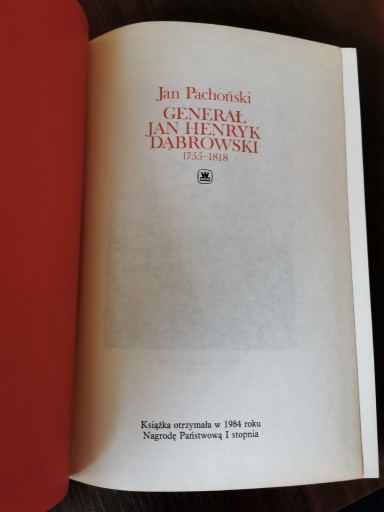 Jan Pachoński
GENERAŁ
JAN HENRYK
DĄBROWSKI
1755–1818
Książka otrzymała w 1984 roku
Nagrodę Państwową I stopnia